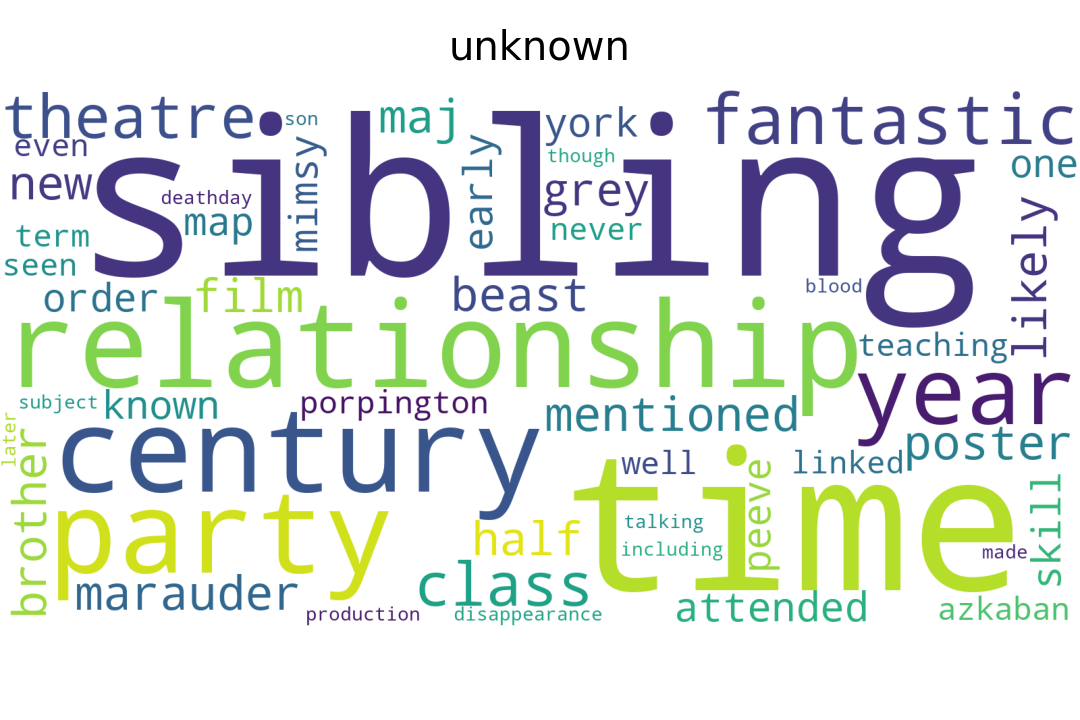 unknown
theatre
sibling
son
maj
york
fantastic
even
mimsy
early
though
one
new
deathday
map
grey
never
likely
term
seen
order
film
beast
blood
relationship
teaching
subject
known
porpington
mentioned
year
later
century
poster
brother
well
linked
party
half
time
peeve
skill
talking
including
made
marauder
class
production
disappearance
attended
azkaban